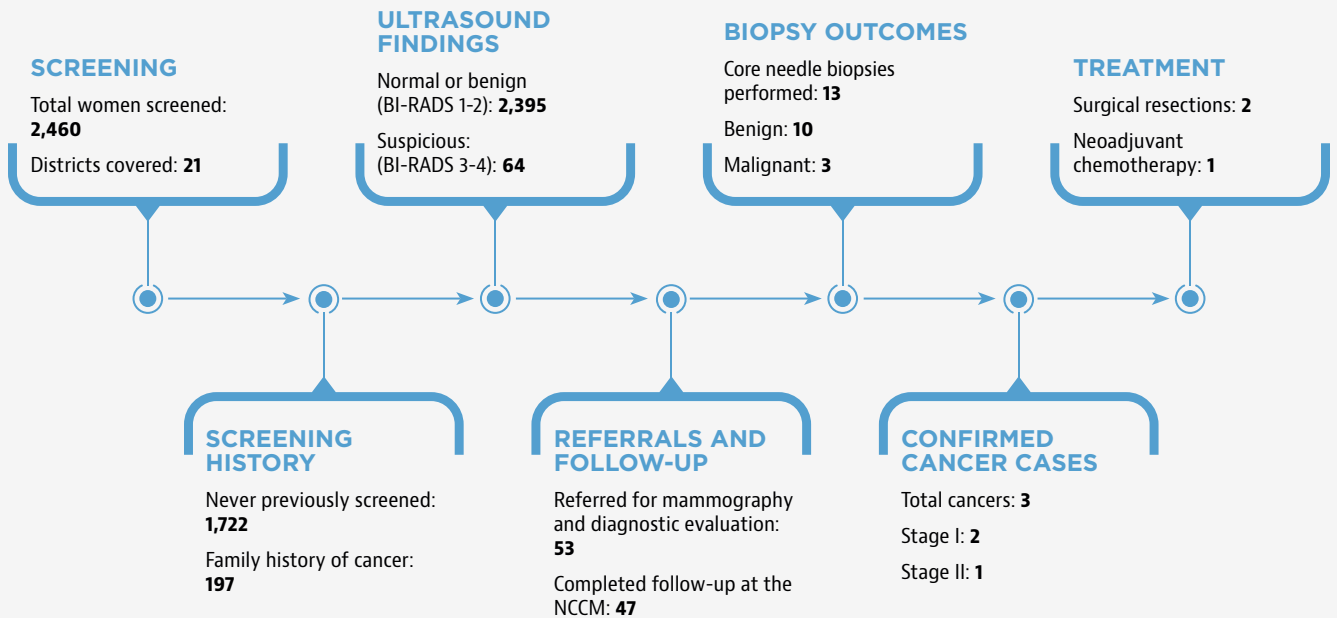 SCREENING
Total women screened:
2,460
Districts covered: 21
SCREENING
HISTORY
Never previously screened:
1,722
Family history of cancer:
197
ULTRASOUND
FINDINGS
Normal or benign
(BI-RADS 1-2): 2,395
Suspicious:
(BI-RADS 3-4): 64
REFERRALS AND
FOLLOW-UP
Referred for mammography
and diagnostic evaluation:
53
Completed follow-up at the
NCCM: 47
BIOPSY OUTCOMES
Core needle biopsies
performed: 13
Benign: 10
Malignant: 3
CONFIRMED
CANCER CASES
Total cancers: 3
Stage I: 2
Stage II: 1
TREATMENT
Surgical resections: 2
Neoadjuvant
chemotherapy: 1